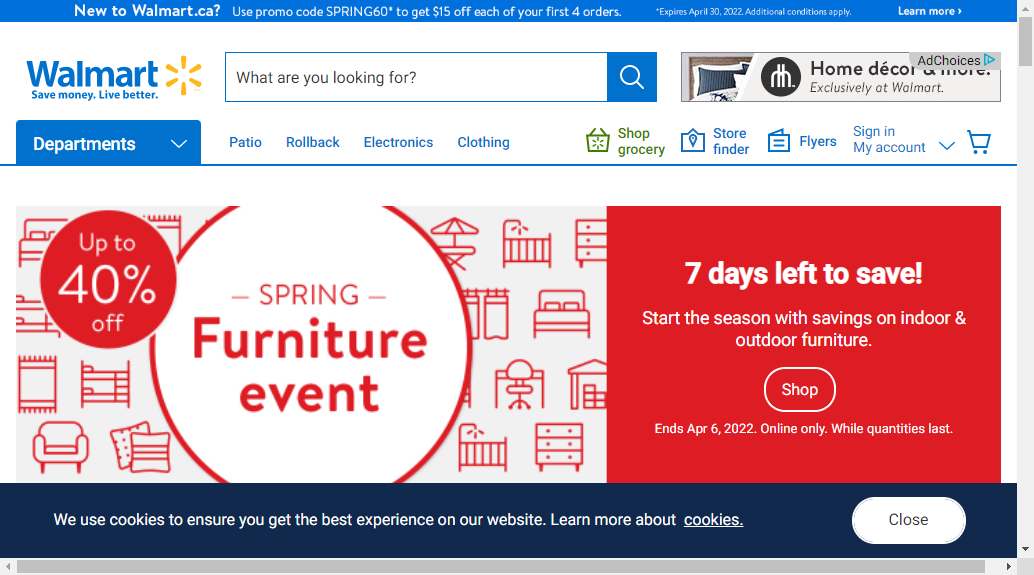 New to Walmart.ca? Use promo code SPRING60* to get $15 off each of your first 4 orders. *Expires April 30, 2022. Additional conditions apply. Learn more ›
Walmart
Save money. Live better.
What are you looking for?
Home décor & more.
Exclusively at Walmart.
AdChoices
Departments
Patio
Rollback
Electronics
Clothing
Shop
grocery
Store
finder
Flyers
Sign in
My account
Up to
40%
off
– SPRING –
Furniture
event
7 days left to save!
Start the season with savings on indoor &
outdoor furniture.
Shop
Ends Apr 6, 2022. Online only. While quantities last.
We use cookies to ensure you get the best experience on our website. Learn more about cookies.
Close